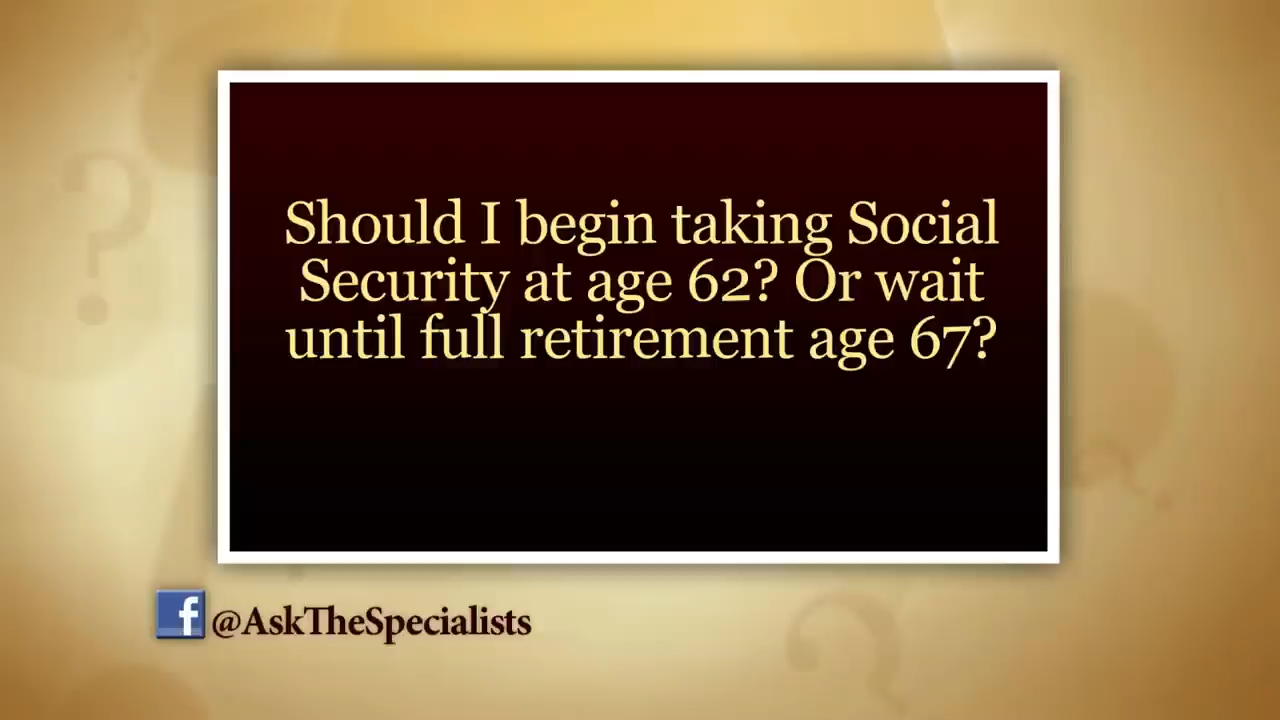 Should I begin taking Social
Security at age 62? Or wait
until full retirement age 67?
f @AskTheSpecialists